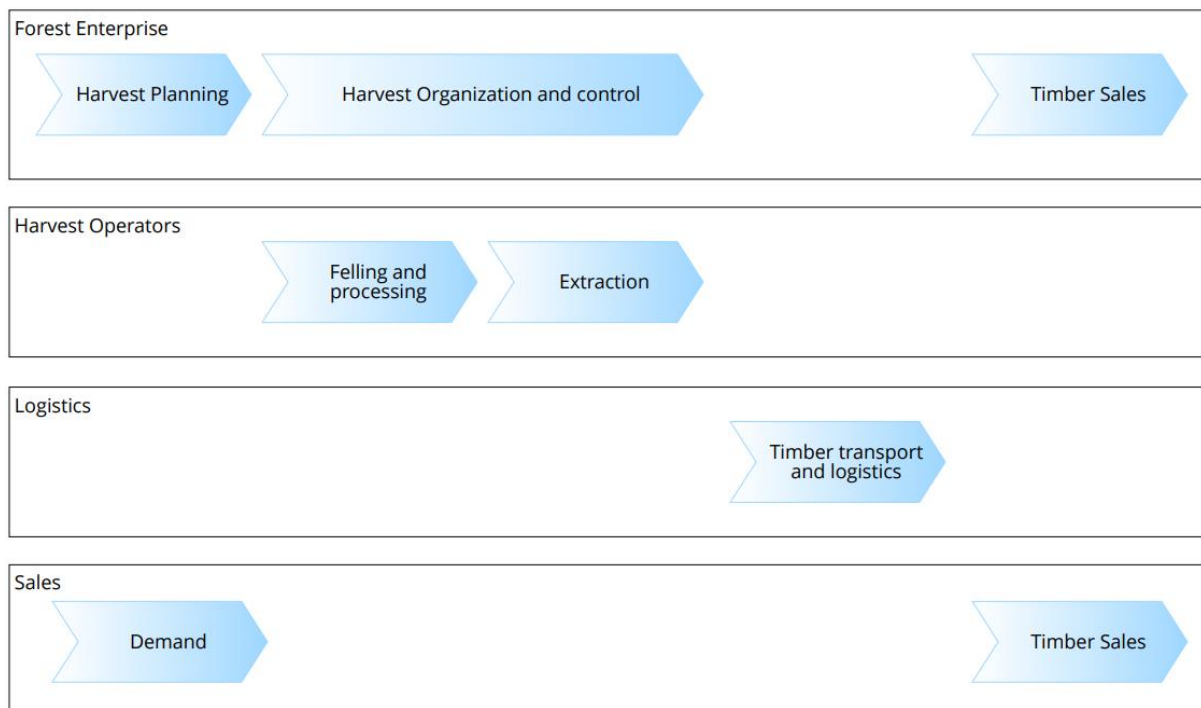 Forest Enterprise
Harvest Planning
Harvest Organization and control
Timber Sales
Harvest Operators
Felling and
processing
Extraction
Logistics
Timber transport
and logistics
Sales
Demand
Timber Sales